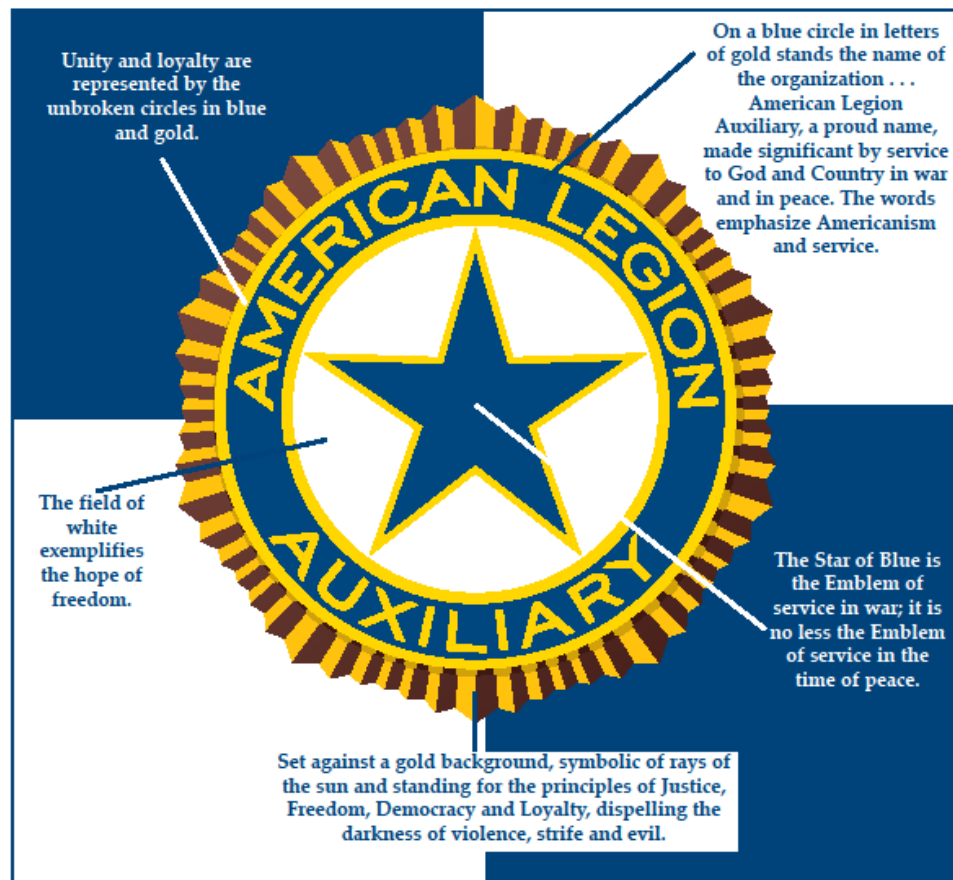 Unity and loyalty are
represented by the
unbroken circles in blue
and gold.
On a blue circle in letters
of gold stands the name of
the organization . . .
American Legion
Auxiliary, a proud name,
made significant by service
to God and Country in war
and in peace. The words
emphasize Americanism
and service.
AMERICAN LEGION
AUXILIARY
The field of
white
exemplifies
the hope of
freedom.
The Star of Blue is
the Emblem of
service in war; it is
no less the Emblem
of service in the
time of peace.
Set against a gold background, symbolic of rays of
the sun and standing for the principles of Justice,
Freedom, Democracy and Loyalty, dispelling the
darkness of violence, strife and evil.